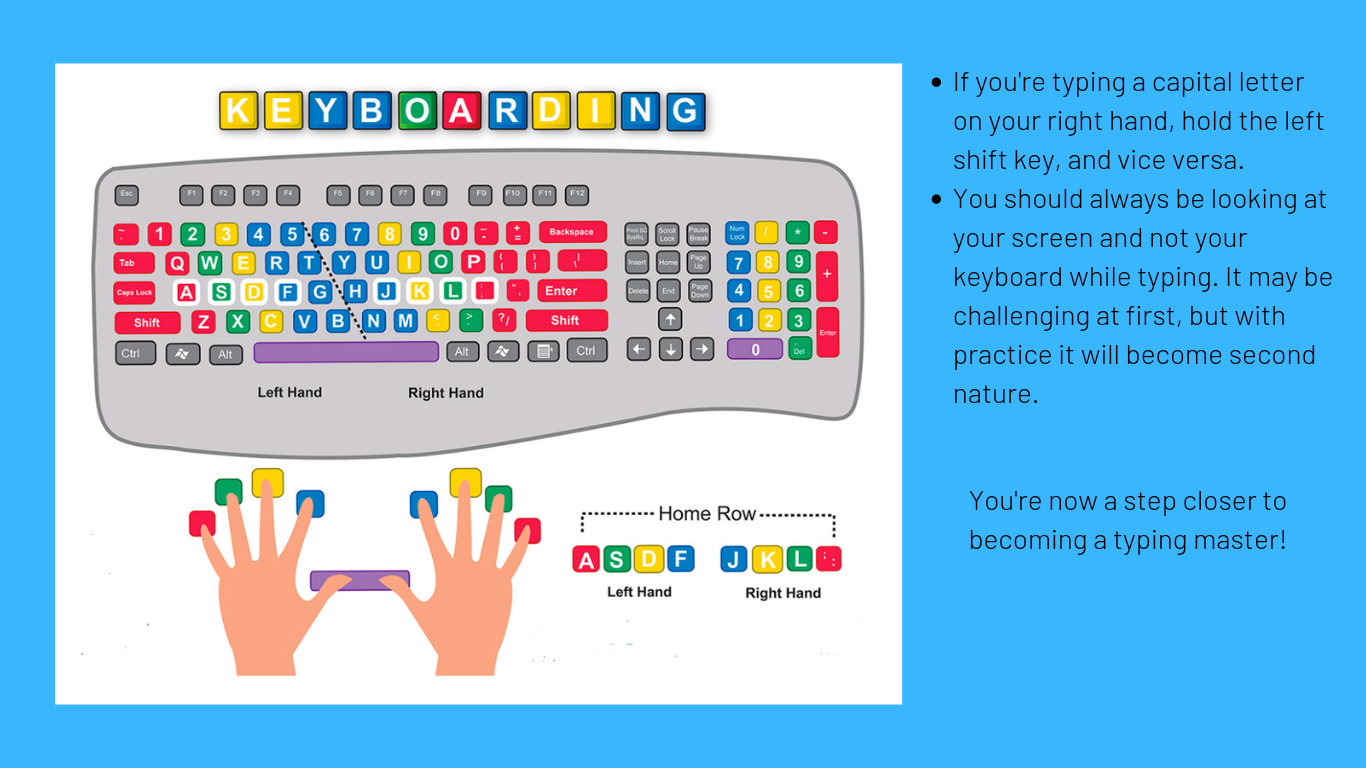 KEYBOARDING
Esc F1 F2 F3 F4 F5 F6 F7 F8 F9 F10 F11 F12
~ 1 2 3 4 5 6 7 8 9 0 - + = Backspace
Tab Q W E R T Y U I O P { [ } ] \ |
Caps Lock A S D F G H J K L : ; " ' Enter
Shift Z X C V B N M < > ? / Shift
Ctrl Alt Alt Ctrl
Scroll Lock Pause Break
Insert Home Page Up
Delete End Page Down
Num Lock / * -
7 8 9 +
4 5 6
1 2 3 Enter
0 . Del
Left Hand Right Hand
Home Row
A S D F J K L : ;
Left Hand Right Hand
• If you're typing a capital letter
on your right hand, hold the left
shift key, and vice versa.
• You should always be looking at
your screen and not your
keyboard while typing. It may be
challenging at first, but with
practice it will become second
nature.
You're now a step closer to
becoming a typing master!